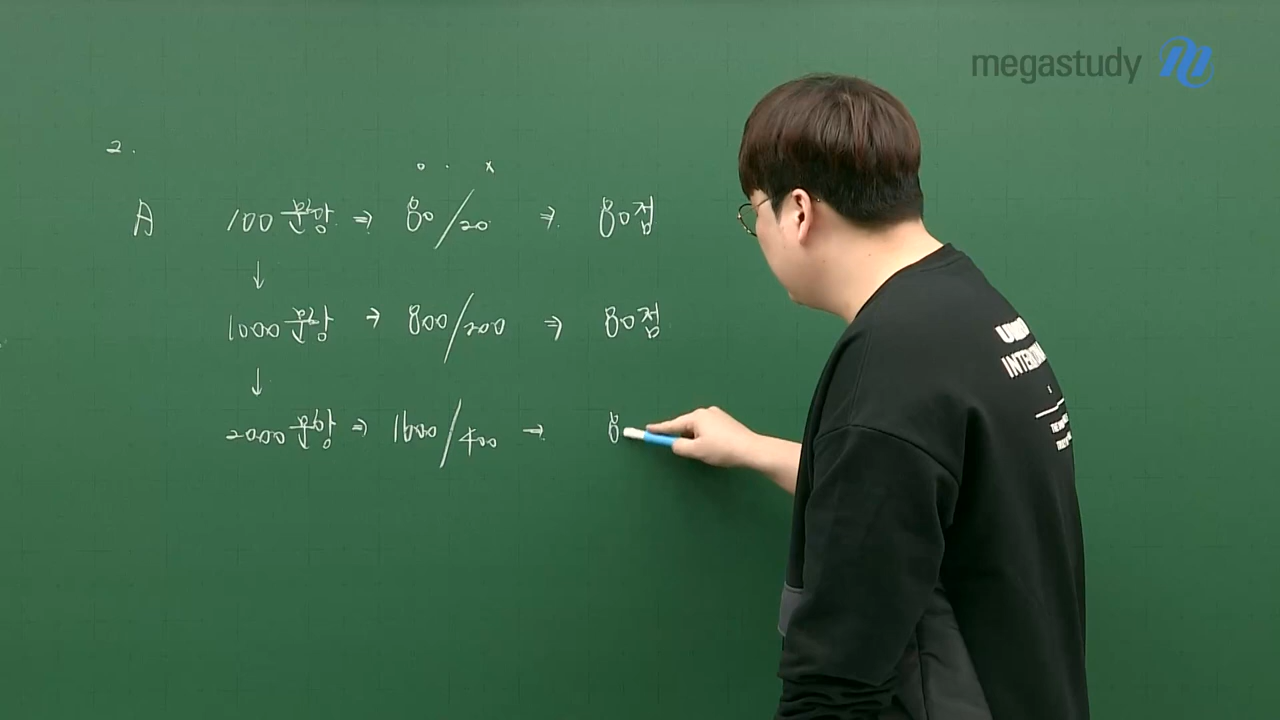 megastudy
2.
o . x
A 100문항 ⇒ 80/20 ⇒ 80점
↓
1000문항 ⇒ 800/200 ⇒ 80점
↓
2000문항 ⇒ 1600/400 ⇒ 8